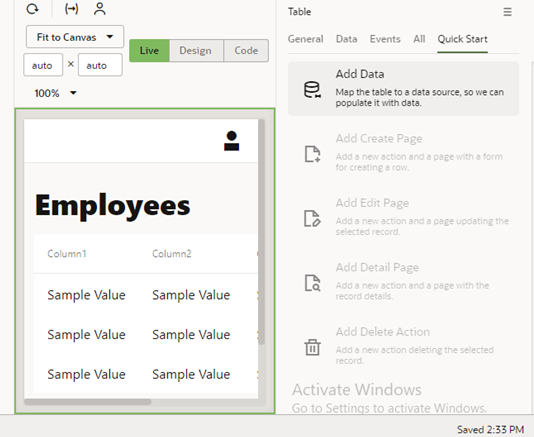 Fit to Canvas
auto × auto
Live Design Code
100%
Employees
Column1 Column2
Sample Value Sample Value
Sample Value Sample Value
Sample Value Sample Value
Table
General Data Events All Quick Start
Add Data
Map the table to a data source, so we can
populate it with data.
Add Create Page
Add a new action and a page with a form
for creating a row.
Add Edit Page
Add a new action and a page updating the
selected record.
Add Detail Page
Add a new action and a page with the
record details.
Add Delete Action
Add a new action deleting the selected
record.
Activate Windows
Go to Settings to activate Windows.
Saved 2:33 PM